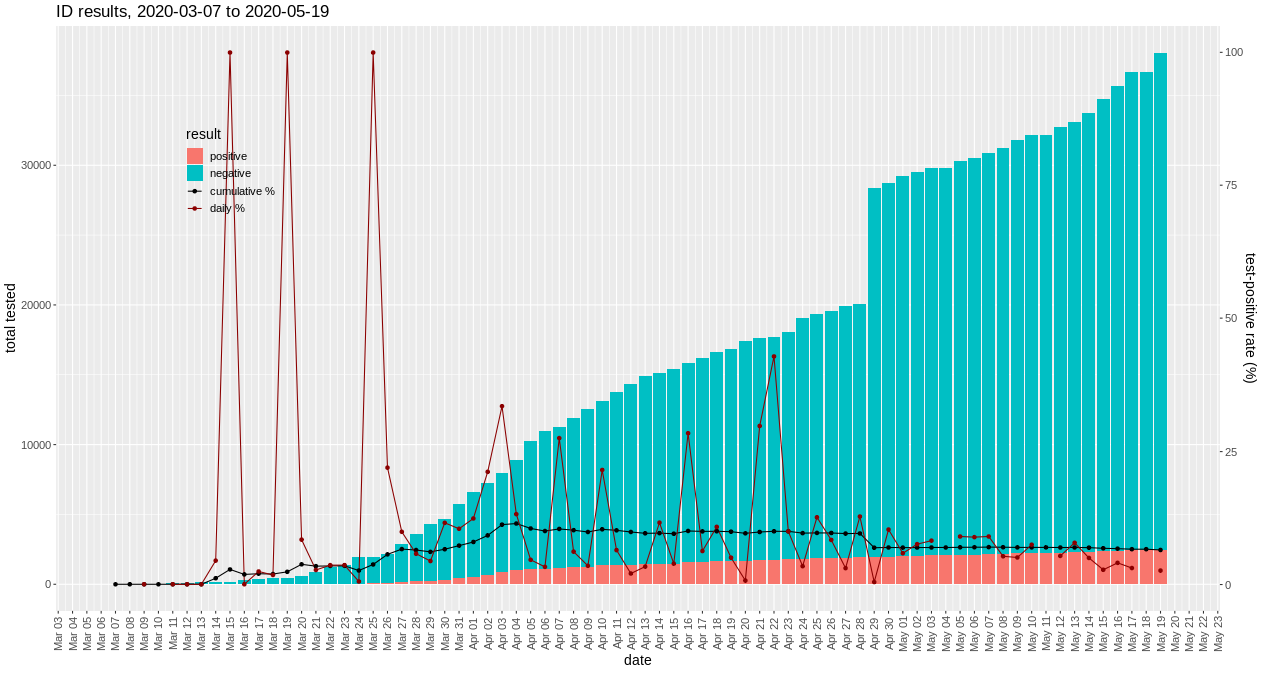 ID results, 2020-03-07 to 2020-05-19
total tested
30000
20000
10000
0
result
positive
negative
cumulative %
daily %
100
75
50
25
0
test-positive rate (%)
Mar 03
Mar 04
Mar 05
Mar 06
Mar 07
Mar 08
Mar 09
Mar 10
Mar 11
Mar 12
Mar 13
Mar 14
Mar 15
Mar 16
Mar 17
Mar 18
Mar 19
Mar 20
Mar 21
Mar 22
Mar 23
Mar 24
Mar 25
Mar 26
Mar 27
Mar 28
Mar 29
Mar 30
Mar 31
Apr 01
Apr 02
Apr 03
Apr 04
Apr 05
Apr 06
Apr 07
Apr 08
Apr 09
Apr 10
Apr 11
Apr 12
Apr 13
Apr 14
Apr 15
Apr 16
Apr 17
Apr 18
Apr 19
Apr 20
Apr 21
Apr 22
Apr 23
Apr 24
Apr 25
Apr 26
Apr 27
Apr 28
Apr 29
Apr 30
May 01
May 02
May 03
May 04
May 05
May 06
May 07
May 08
May 09
May 10
May 11
May 12
May 13
May 14
May 15
May 16
May 17
May 18
May 19
May 20
May 21
May 22
May 23
date